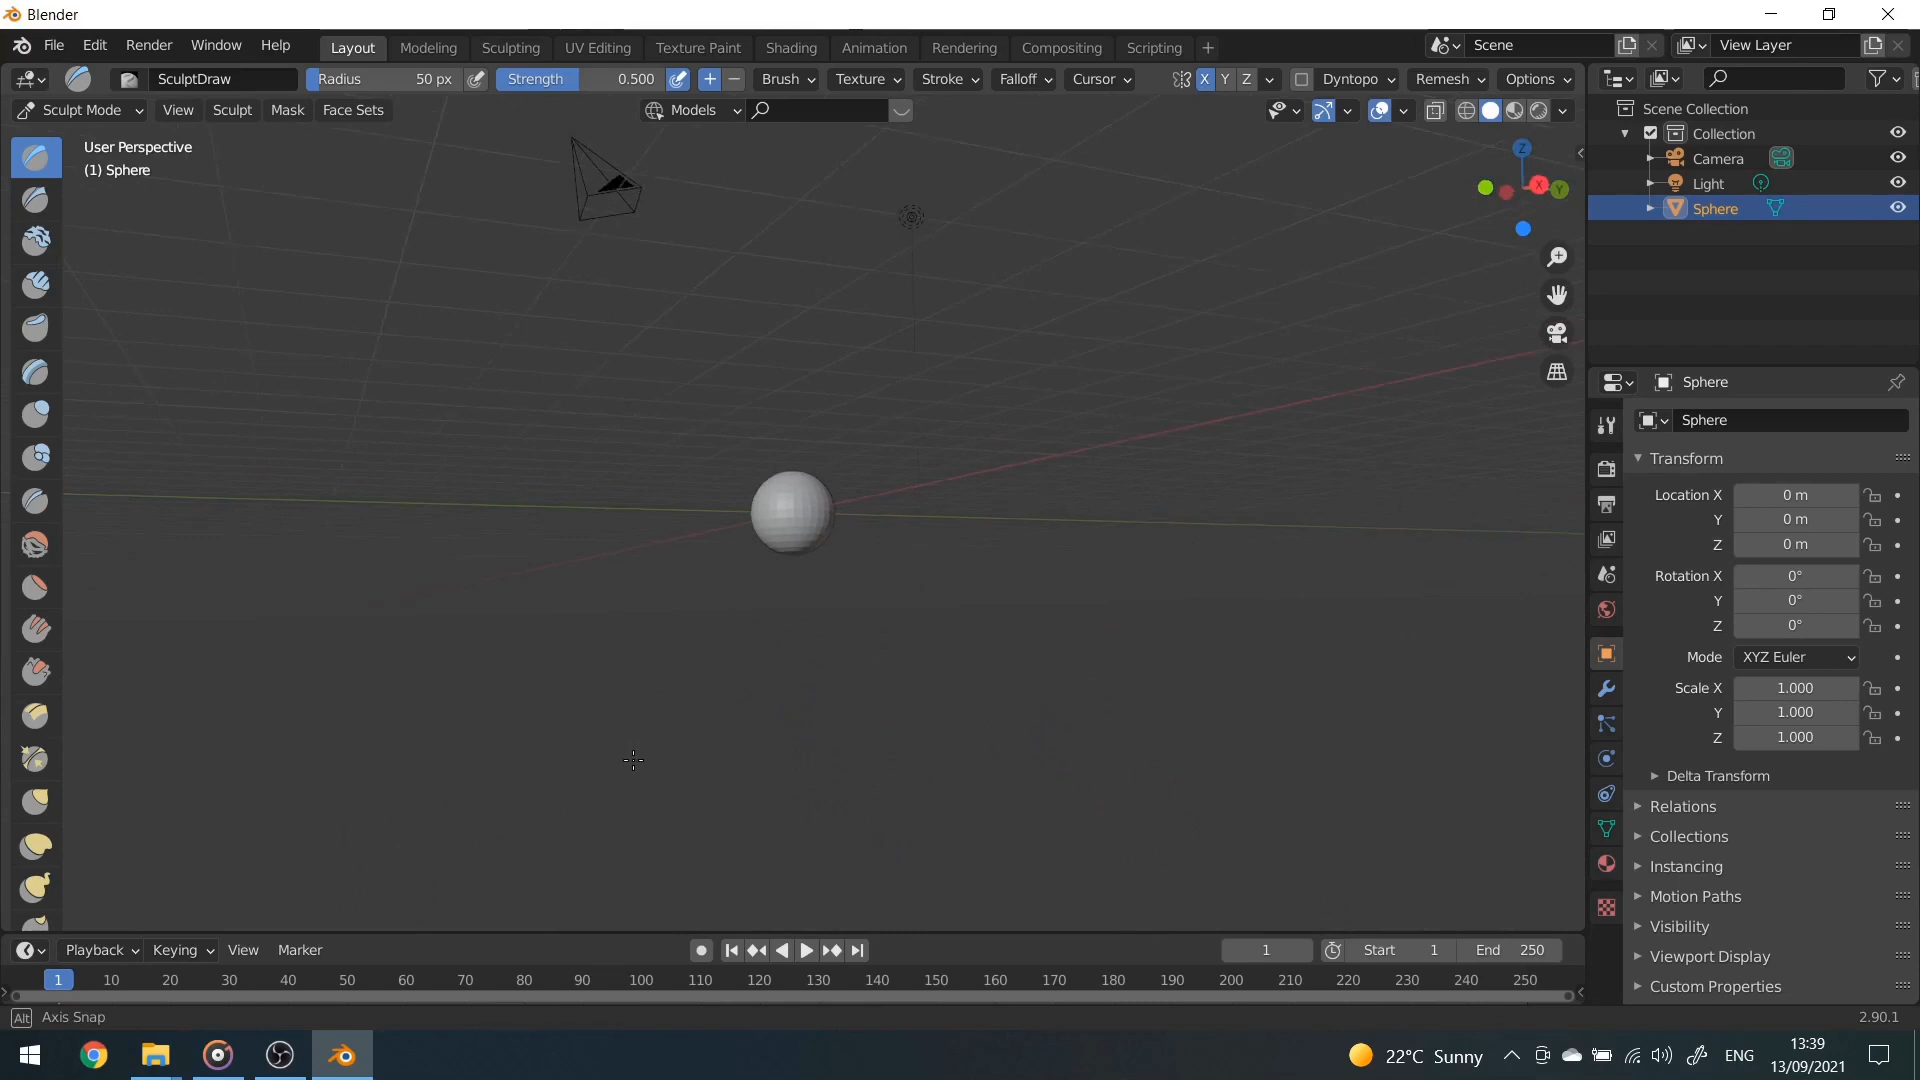 Blender
File Edit Render Window Help Layout Modeling Sculpting UV Editing Texture Paint Shading Animation Rendering Compositing Scripting + Scene View Layer
SculptDraw Radius 50 px Strength 0.500 Brush Texture Stroke Falloff Cursor X Y Z Dyntopo Remesh Options
Sculpt Mode View Sculpt Mask Face Sets Models
User Perspective
(1) Sphere
Z
X
Y
Scene Collection
Collection
Camera
Light
Sphere
Sphere
Sphere
Transform
Location X 0 m
Y 0 m
Z 0 m
Rotation X 0°
Y 0°
Z 0°
Mode XYZ Euler
Scale X 1.000
Y 1.000
Z 1.000
Delta Transform
Relations
Collections
Instancing
Motion Paths
Visibility
Viewport Display
Custom Properties
Playback Keying View Marker 1 Start 1 End 250
1 10 20 30 40 50 60 70 80 90 100 110 120 130 140 150 160 170 180 190 200 210 220 230 240 250
Alt Axis Snap 2.90.1
22°C Sunny ENG 13:39
13/09/2021